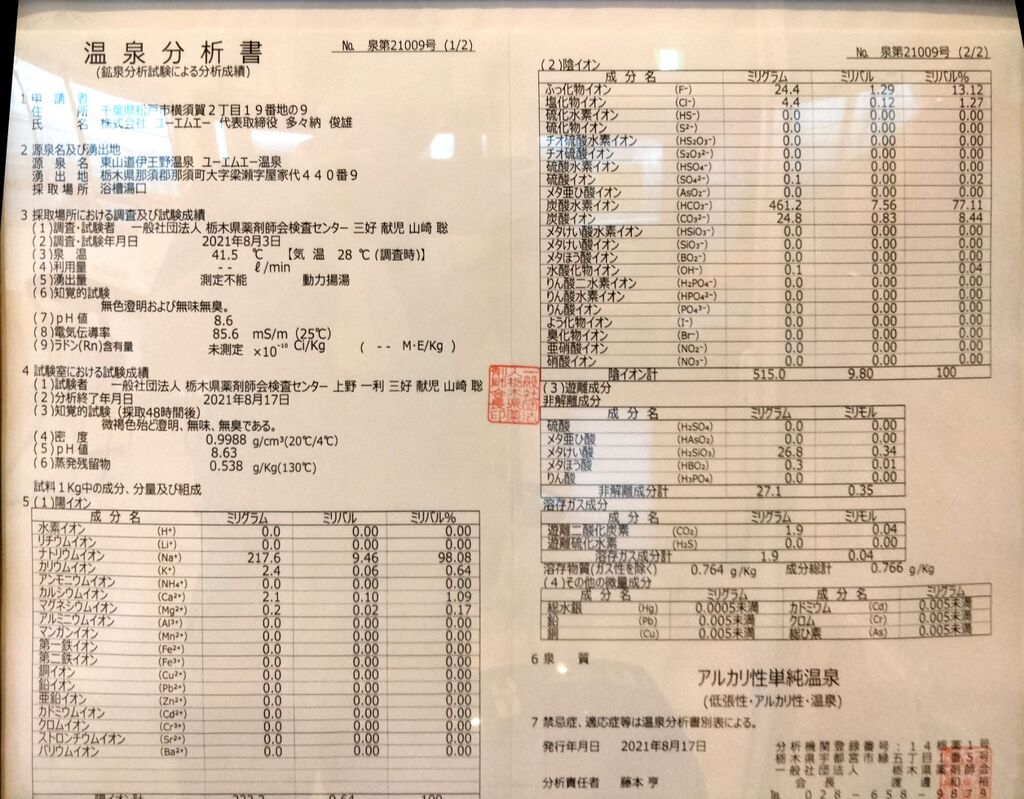 温泉分析書
(鉱泉分析試験による分析成績)
No. 泉第21009号 (1/2)
1 申請者
住所 千葉県松戸市横須賀2丁目19番地の9
氏名 株式会社 ユーエムエー 代表取締役 多々納 俊雄
2 源泉名及び湧出地
源泉名 東山道伊王野温泉 ユーエムエー温泉
湧出地 栃木県那須郡那須町大字梁瀬字屋家代440番9
採取場所 浴槽湯口
3 採取場所における調査及び試験成績
(1)調査・試験者 一般社団法人 栃木県薬剤師会検査センター 三好 献児 山崎 聡
(2)調査・試験年月日 2021年8月3日
(3)泉温 41.5 ℃ 【気温 28 ℃(調査時)】
(4)利用量 -- ℓ/min
(5)湧出量 測定不能 動力揚湯
(6)知覚的試験
無色澄明および無味無臭。
(7)pH値 8.6
(8)電気伝導率 85.6 mS/m (25℃)
(9)ラドン(Rn)含有量 未測定 ×10⁻¹⁰ Ci/Kg ( -- M・E/Kg )
4 試験室における試験成績
(1)試験者 一般社団法人 栃木県薬剤師会検査センター 上野 一利 三好 献児 山崎 聡
(2)分析終了年月日 2021年8月17日
(3)知覚的試験(採取48時間後)
微褐色殆ど澄明、無味、無臭である。
(4)密度 0.9988 g/cm³(20℃/4℃)
(5)pH値 8.63
(6)蒸発残留物 0.538 g/Kg(130℃)
試料1Kg中の成分、分量及び組成
5 (1)陽イオン
成分名 ミリグラム ミリバル ミリバル%
水素イオン (H⁺) 0.0 0.00 0.00
リチウムイオン (Li⁺) 0.0 0.00 0.00
ナトリウムイオン (Na⁺) 217.6 9.46 98.08
カリウムイオン (K⁺) 2.4 0.06 0.64
アンモニウムイオン (NH₄⁺) 0.0 0.00 0.00
カルシウムイオン (Ca²⁺) 2.1 0.10 1.09
マグネシウムイオン (Mg²⁺) 0.2 0.02 0.17
アルミニウムイオン (Al³⁺) 0.0 0.00 0.00
マンガンイオン (Mn²⁺) 0.0 0.00 0.00
第一鉄イオン (Fe²⁺) 0.0 0.00 0.00
第二鉄イオン (Fe³⁺) 0.0 0.00 0.00
銅イオン (Cu²⁺) 0.0 0.00 0.00
鉛イオン (Pb²⁺) 0.0 0.00 0.00
亜鉛イオン (Zn²⁺) 0.0 0.00 0.00
カドミウムイオン (Cd²⁺) 0.0 0.00 0.00
クロムイオン (Cr³⁺) 0.0 0.00 0.00
ストロンチウムイオン (Sr²⁺) 0.0 0.00 0.00
バリウムイオン (Ba²⁺) 0.0 0.00 0.00
陽イオン計 9.64 100
No. 泉第21009号 (2/2)
(2)陰イオン
成分名 ミリグラム ミリバル ミリバル%
ふっ化物イオン (F⁻) 24.4 1.29 13.12
塩化物イオン (Cl⁻) 4.4 0.12 1.27
硫化水素イオン (HS⁻) 0.0 0.00 0.00
硫化物イオン (S²⁻) 0.0 0.00 0.00
チオ硫酸水素イオン (HS₂O₃⁻) 0.0 0.00 0.00
チオ硫酸イオン (S₂O₃²⁻) 0.0 0.00 0.00
硫酸水素イオン (HSO₄⁻) 0.0 0.00 0.00
硫酸イオン (SO₄²⁻) 0.1 0.00 0.02
メタ亜ひ酸イオン (AsO₂⁻) 0.0 0.00 0.00
炭酸水素イオン (HCO₃⁻) 461.2 7.56 77.11
炭酸イオン (CO₃²⁻) 24.8 0.83 8.44
メタけい酸水素イオン (HSiO₃⁻) 0.0 0.00 0.00
メタけい酸イオン (SiO₃²⁻) 0.0 0.00 0.00
メタほう酸イオン (BO₂⁻) 0.0 0.00 0.00
水酸化物イオン (OH⁻) 0.1 0.00 0.04
りん酸二水素イオン (H₂PO₄⁻) 0.0 0.00 0.00
りん酸水素イオン (HPO₄²⁻) 0.0 0.00 0.00
りん酸イオン (PO₄³⁻) 0.0 0.00 0.00
よう化物イオン (I⁻) 0.0 0.00 0.00
臭化物イオン (Br⁻) 0.0 0.00 0.00
亜硝酸イオン (NO₂⁻) 0.0 0.00 0.00
硝酸イオン (NO₃⁻) 0.0 0.00 0.00
陰イオン計 515.0 9.80 100
(3)遊離成分
非解離成分
成分名 ミリグラム ミリモル
硫酸 (H₂SO₄) 0.0 0.00
メタ亜ひ酸 (HAsO₂) 0.0 0.00
メタけい酸 (H₂SiO₃) 26.8 0.34
メタほう酸 (HBO₂) 0.3 0.01
りん酸 (H₃PO₄) 0.0 0.00
非解離成分計 27.1 0.35
溶存ガス成分
成分名 ミリグラム ミリモル
遊離二酸化炭素 (CO₂) 1.9 0.04
遊離硫化水素 (H₂S) 0.0 0.00
溶存ガス成分計 1.9 0.04
溶存物質(ガス性を除く) 0.764 g/Kg 成分総計 0.766 g/Kg
(4)その他の微量成分
成分名 ミリグラム 成分名 ミリグラム
総水銀 (Hg) 0.0005未満 カドミウム (Cd) 0.005未満
鉛 (Pb) 0.005未満 クロム (Cr) 0.005未満
銅 (Cu) 0.005未満 総ひ素 (As) 0.005未満
6 泉質
アルカリ性単純温泉
(低張性・アルカリ性・温泉)
7 禁忌症、適応症等は温泉分析書別表による。
発行年月日 2021年8月17日
分析責任者 藤本 亨
分析機関登録番号:14栃薬1号
栃木県宇都宮市緑五丁目1番5号
一般社団法人 栃木県薬剤師会
会長 渡邊 和裕
℡ 028-658-9879